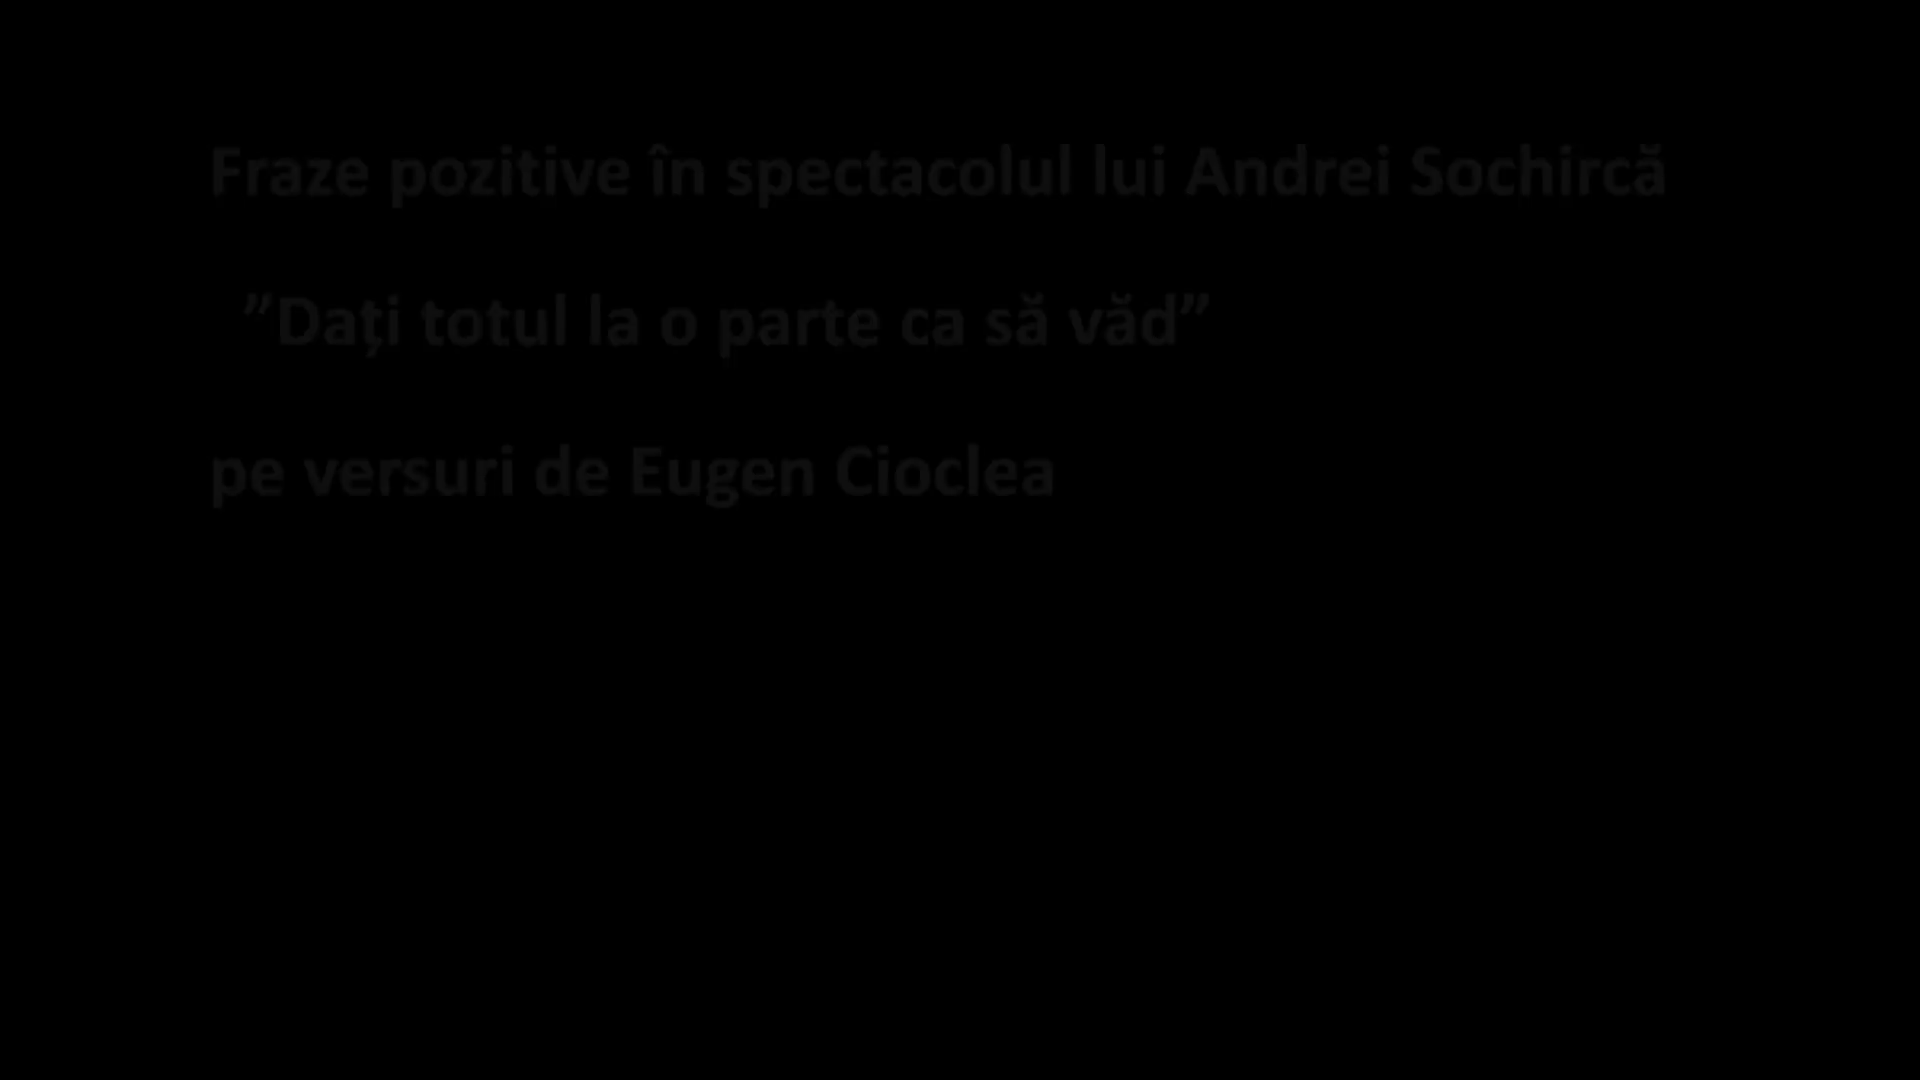 Fraze pozitive în spectacolul lui Andrei Sochircă
”Dați totul la o parte ca să văd”
pe versuri de Eugen Cioclea